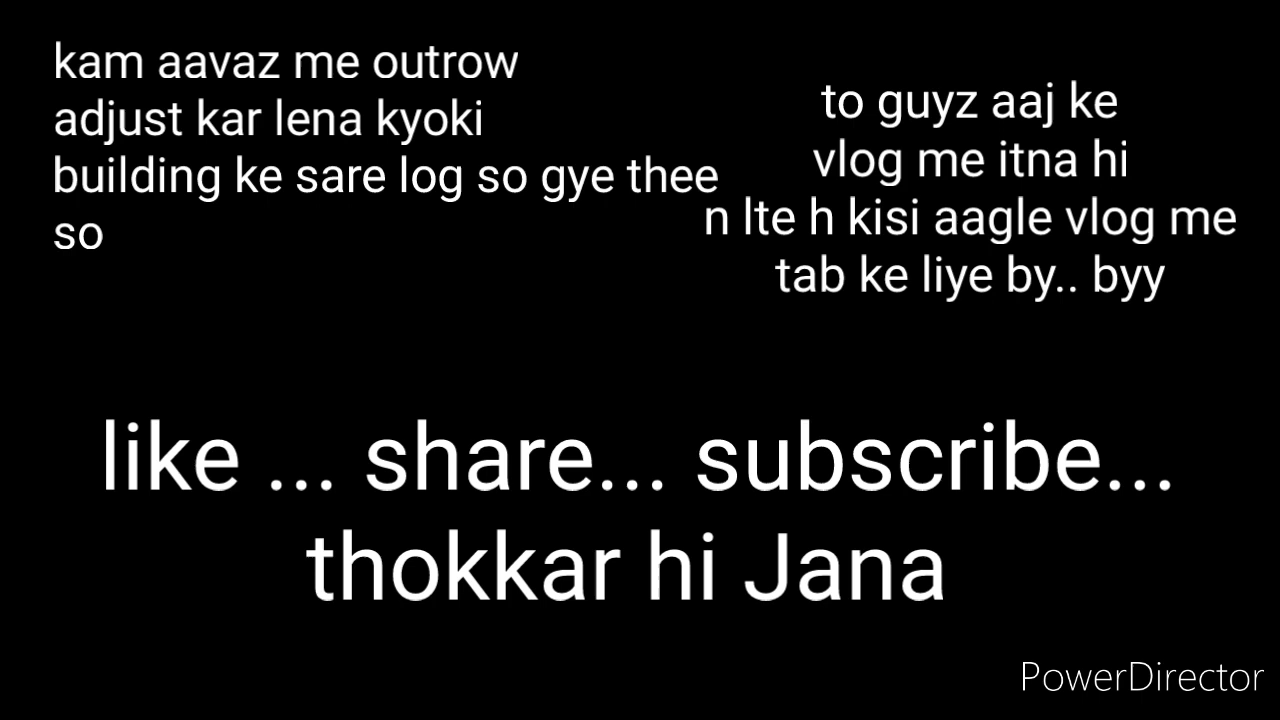 kam aavaz me outrow
adjust kar lena kyoki
building ke sare log so gye thee
so
to guyz aaj ke
vlog me itna hi
n lte h kisi aagle vlog me
tab ke liye by.. byy
like ... share... subscribe...
thokkar hi Jana
PowerDirector